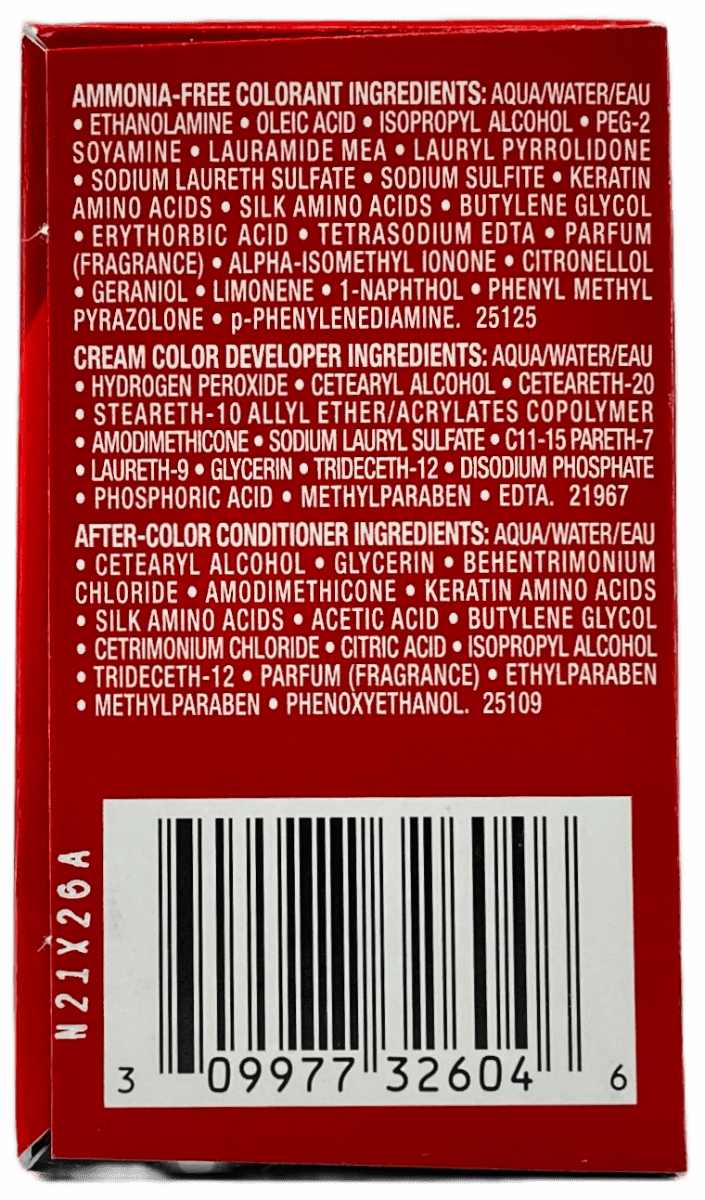 AMMONIA-FREE COLORANT INGREDIENTS: AQUA/WATER/EAU
• ETHANOLAMINE • OLEIC ACID • ISOPROPYL ALCOHOL • PEG-2
SOYAMINE • LAURAMIDE MEA • LAURYL PYRROLIDONE
• SODIUM LAURETH SULFATE • SODIUM SULFITE • KERATIN
AMINO ACIDS • SILK AMINO ACIDS • BUTYLENE GLYCOL
• ERYTHORBIC ACID • TETRASODIUM EDTA • PARFUM
(FRAGRANCE) • ALPHA-ISOMETHYL IONONE • CITRONELLOL
• GERANIOL • LIMONENE • 1-NAPHTHOL • PHENYL METHYL
PYRAZOLONE • p-PHENYLENEDIAMINE. 25125
CREAM COLOR DEVELOPER INGREDIENTS: AQUA/WATER/EAU
• HYDROGEN PEROXIDE • CETEARYL ALCOHOL • CETEARETH-20
• STEARETH-10 ALLYL ETHER/ACRYLATES COPOLYMER
• AMODIMETHICONE • SODIUM LAURYL SULFATE • C11-15 PARETH-7
• LAURETH-9 • GLYCERIN • TRIDECETH-12 • DISODIUM PHOSPHATE
• PHOSPHORIC ACID • METHYLPARABEN • EDTA. 21967
AFTER-COLOR CONDITIONER INGREDIENTS: AQUA/WATER/EAU
• CETEARYL ALCOHOL • GLYCERIN • BEHENTRIMONIUM
CHLORIDE • AMODIMETHICONE • KERATIN AMINO ACIDS
• SILK AMINO ACIDS • ACETIC ACID • BUTYLENE GLYCOL
• CETRIMONIUM CHLORIDE • CITRIC ACID • ISOPROPYL ALCOHOL
• TRIDECETH-12 • PARFUM (FRAGRANCE) • ETHYLPARABEN
• METHYLPARABEN • PHENOXYETHANOL. 25109
N21X26A
3 09977 32604 6